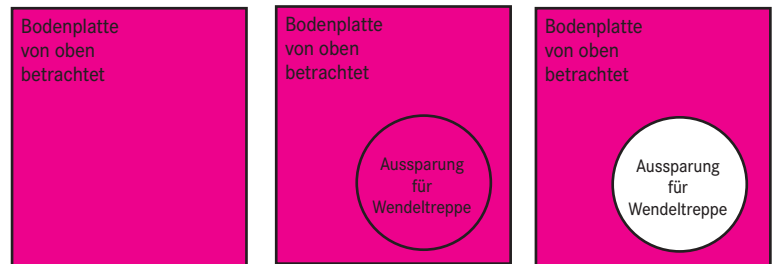 Bodenplatte
von oben
betrachtet
Bodenplatte
von oben
betrachtet
Aussparung
für
Wendeltreppe
Bodenplatte
von oben
betrachtet
Aussparung
für
Wendeltreppe